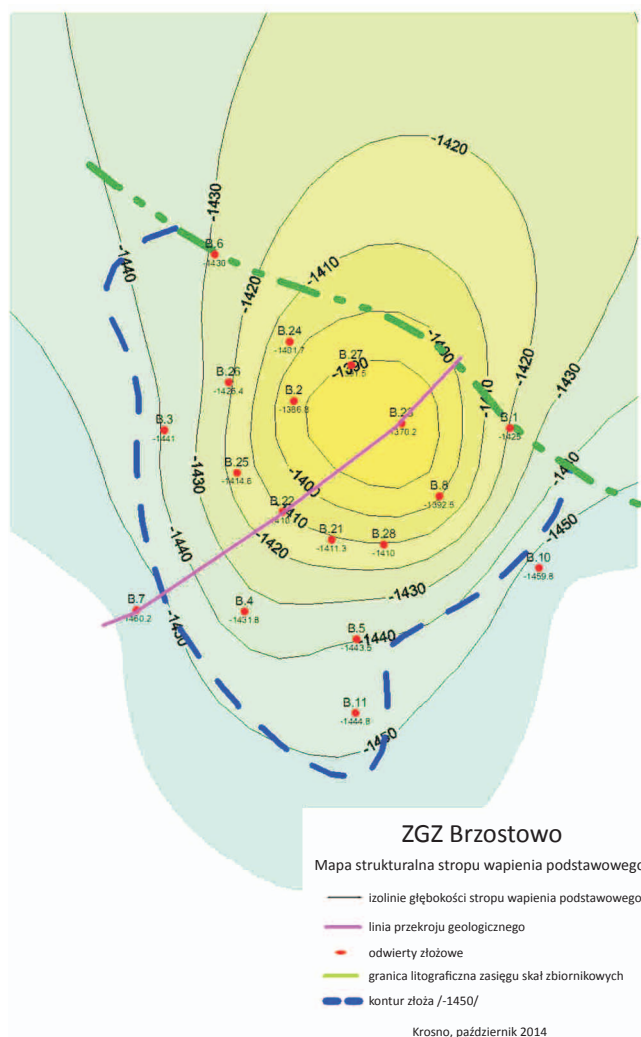 -1420
-1430
-1440
B.6
-1430
-1410
-1420
B.24
-1401.7
B.27
-1390
B.26
-1426.4
B.2
-1386.8
-1410
-1420
-1430
B.3
-1441
B.23
-1370.2
B.1
-1425
B.25
-1414.6
-1430
-1400
B.8
-1392.5
-1440
-1450
B.22
-1410
B.21
-1411.3
B.28
-1410
-1420
-1440
B.10
-1459.8
-1430
B.7
-1460.2
B.4
-1431.8
-1450
B.5
-1443.5
-1440
B.11
-1444.8
-1450
ZGZ Brzostowo
Mapa strukturalna stropu wapienia podstawowego
izolinie głębokości stropu wapienia podstawowego
linia przekroju geologicznego
odwierty złożowe
granica litograficzna zasięgu skał zbiornikowych
kontur złoża /-1450/
Krosno, październik 2014